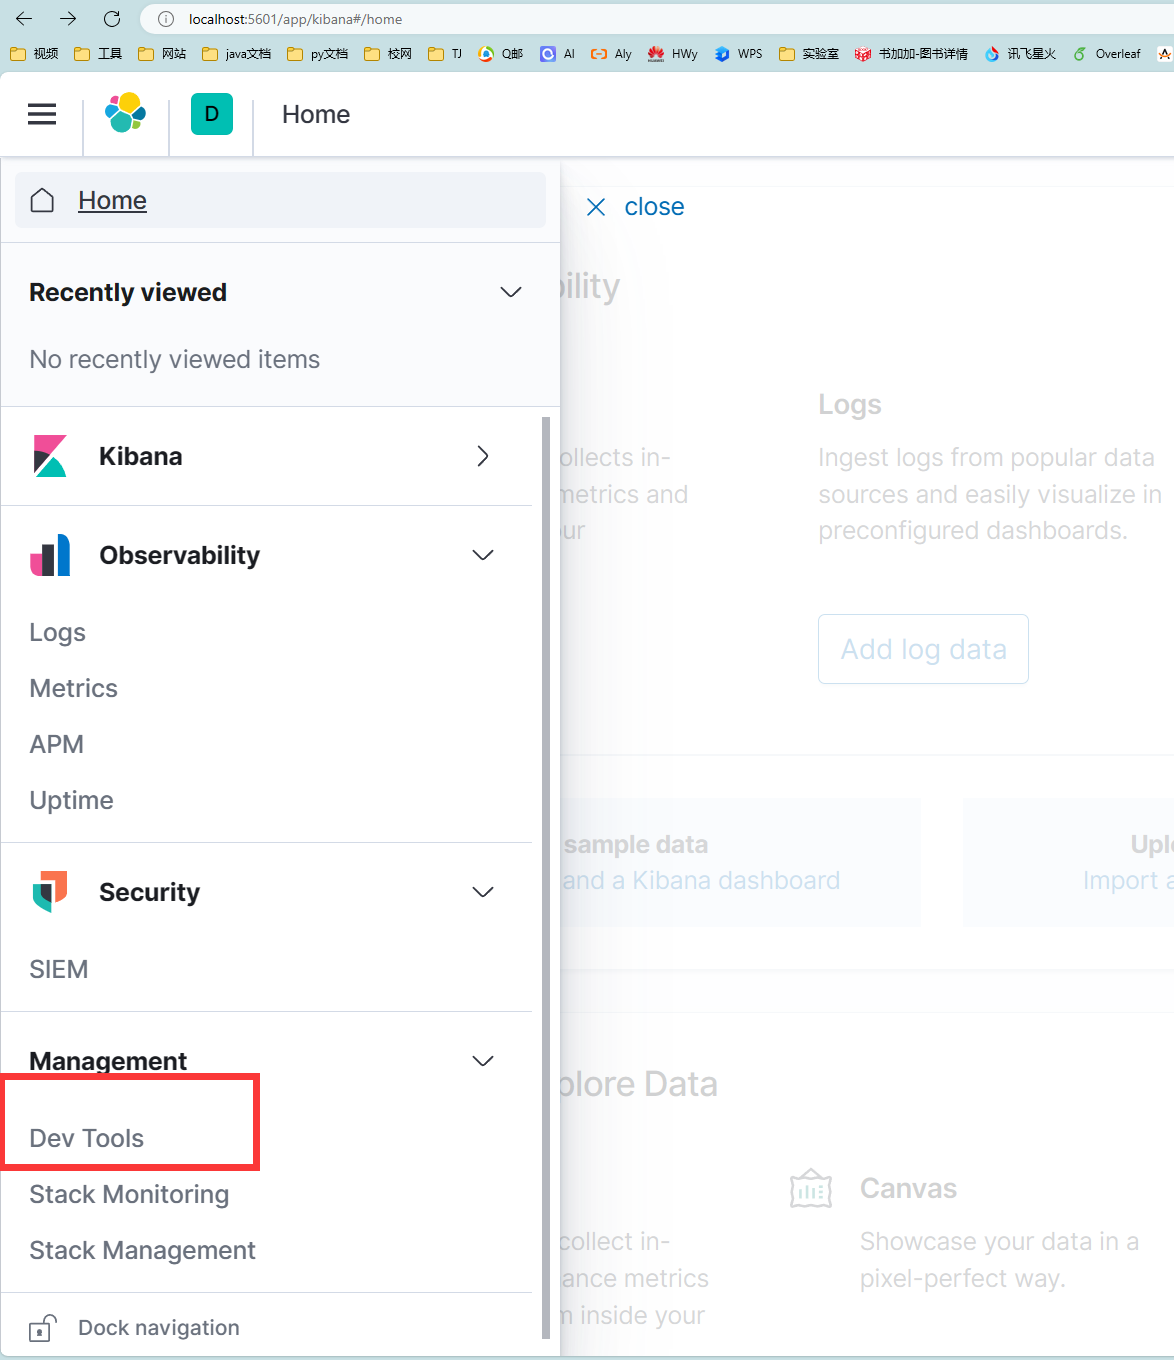 localhost:5601/app/kibana#/home
视频 工具 网站 java文档 py文档 校网 TJ Q邮 AI Aly HWy WPS 实验室 书加加-图书详情 讯飞星火 Overleaf
D Home
Home
close
Recently viewed
No recently viewed items
Kibana
Observability
Logs
Metrics
APM
Uptime
Security
SIEM
Management
Dev Tools
Stack Monitoring
Stack Management
Dock navigation
bility
ollects in-
metrics and
our
Logs
Ingest logs from popular data
sources and easily visualize in
preconfigured dashboards.
Add log data
sample data
and a Kibana dashboard
Uplo
Import a
plore Data
collect in-
ance metrics
m inside your
Canvas
Showcase your data in a
pixel-perfect way.